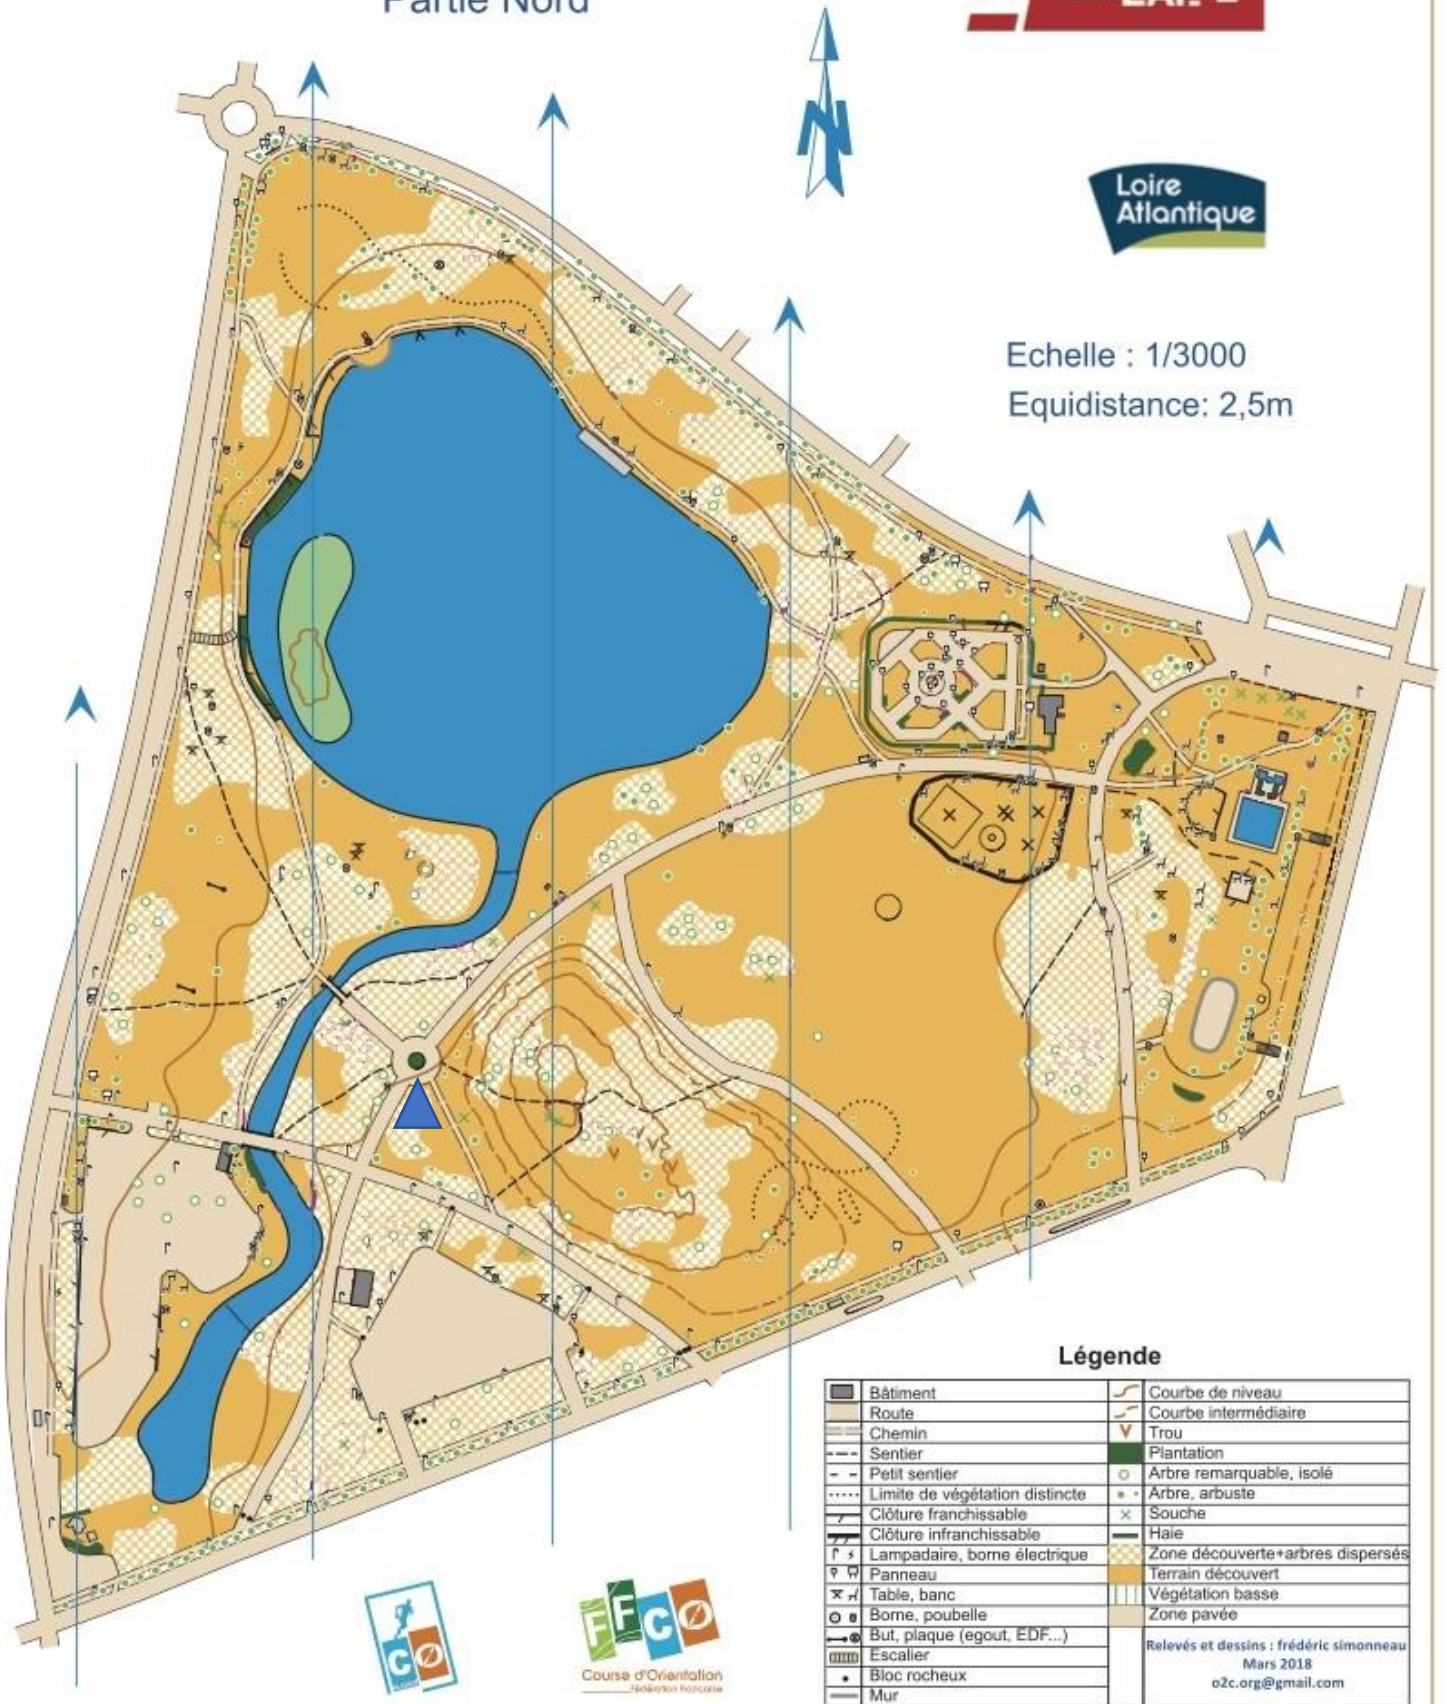 Partie Nord
N
Loire
Atlantique
Echelle : 1/3000
Equidistance: 2,5m
Légende
Bâtiment
Route
Chemin
Sentier
Petit sentier
Limite de végétation distincte
Clôture franchissable
Clôture infranchissable
Lampadaire, borne électrique
Panneau
Table, banc
Borne, poubelle
But, plaque (egout, EDF...)
Escalier
Bloc rocheux
Mur
Courbe de niveau
Courbe intermédiaire
Trou
Plantation
Arbre remarquable, isolé
Arbre, arbuste
Souche
Haie
Zone découverte+arbres dispersés
Terrain découvert
Végétation basse
Zone pavée
Relevés et dessins : frédéric simonneau
Mars 2018
o2c.org@gmail.com
CO
FFCO
Course d'Orientation
Fédération Française